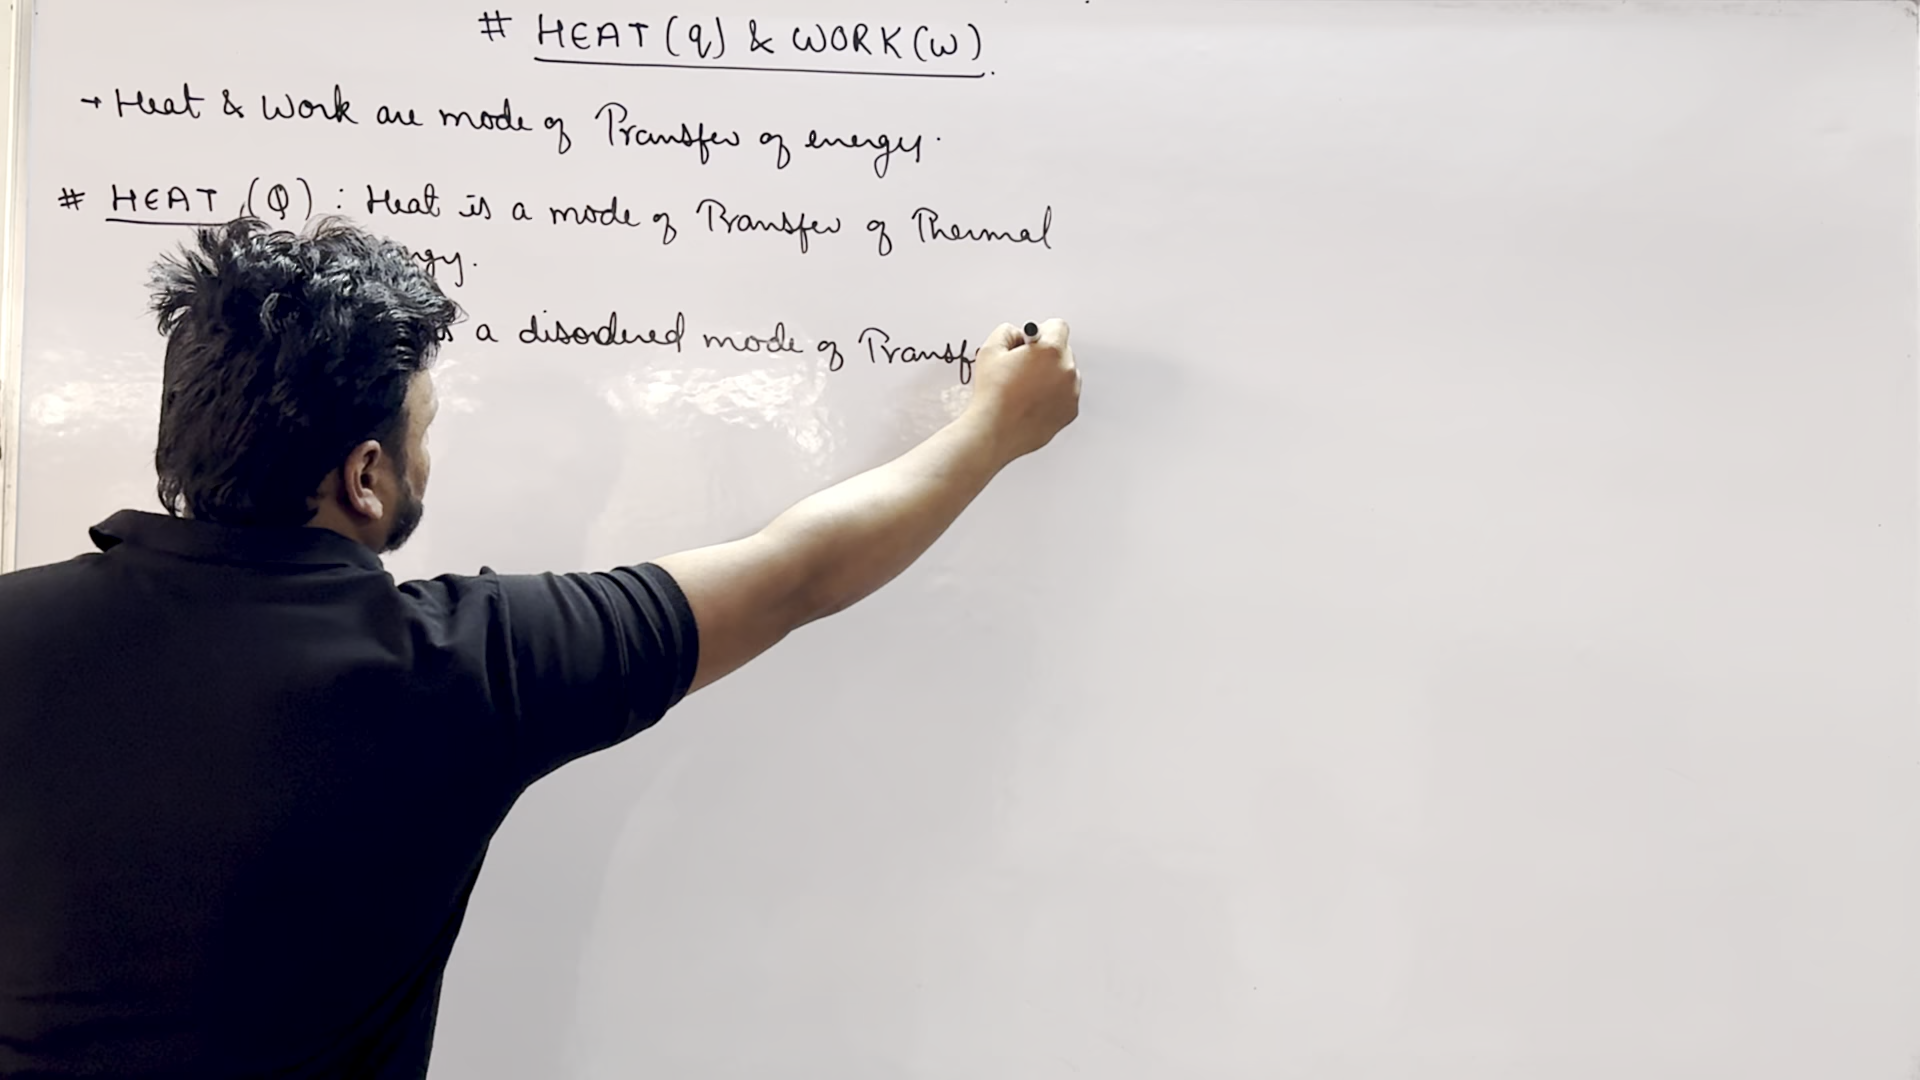 # HEAT (q) & WORK (w).
→ Heat & Work are mode of Transfer of energy.
# HEAT (Q) : Heat is a mode of Transfer of Thermal
a disordered mode of